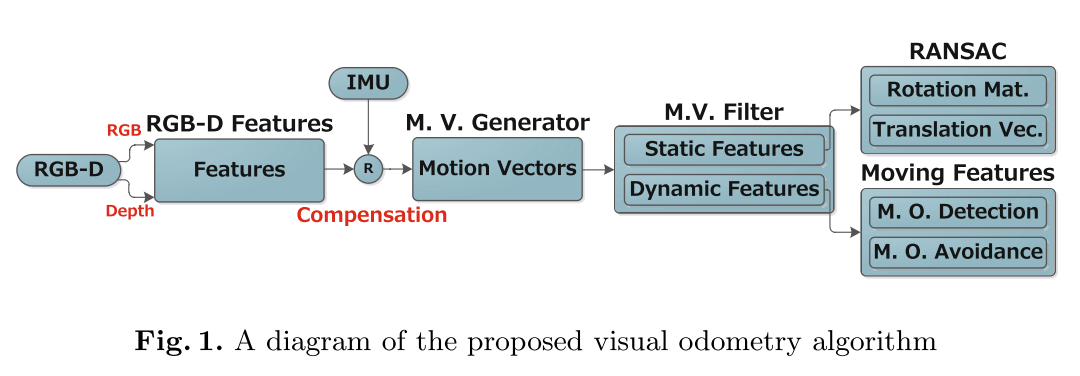 RGB-D
RGB
Depth
RGB-D Features
Features
IMU
R
Compensation
M. V. Generator
Motion Vectors
M.V. Filter
Static Features
Dynamic Features
RANSAC
Rotation Mat.
Translation Vec.
Moving Features
M. O. Detection
M. O. Avoidance
Fig. 1. A diagram of the proposed visual odometry algorithm